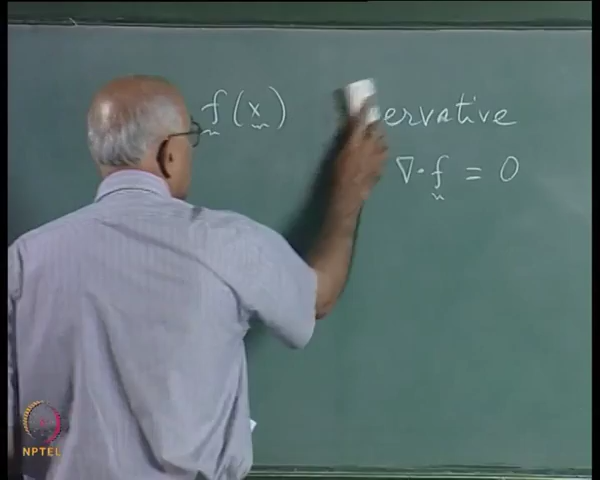 f(x) ervative
∇·f = 0
NPTEL